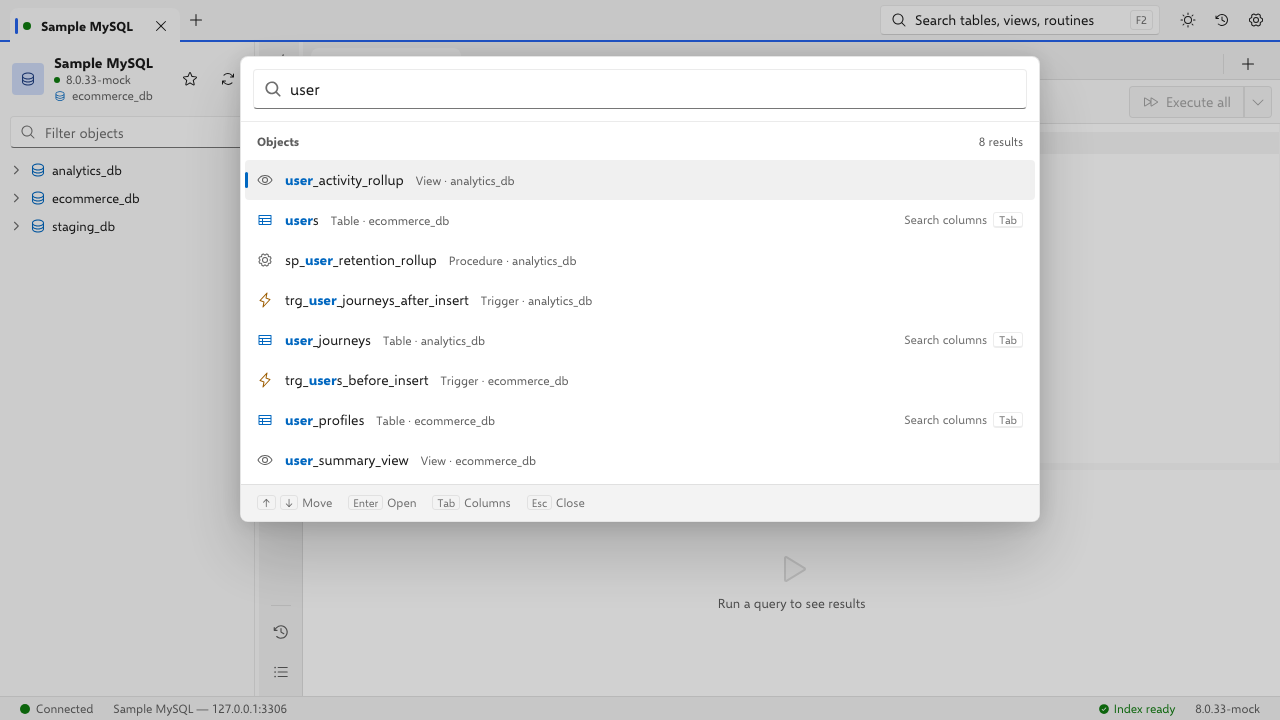 Sample MySQL
Search tables, views, routines F2
Sample MySQL
8.0.33-mock
ecommerce_db
Filter objects
analytics_db
ecommerce_db
staging_db
Execute all
user
Objects 8 results
user_activity_rollup View · analytics_db
users Table · ecommerce_db Search columns Tab
sp_user_retention_rollup Procedure · analytics_db
trg_user_journeys_after_insert Trigger · analytics_db
user_journeys Table · analytics_db Search columns Tab
trg_users_before_insert Trigger · ecommerce_db
user_profiles Table · ecommerce_db Search columns Tab
user_summary_view View · ecommerce_db
↑ ↓ Move Enter Open Tab Columns Esc Close
Run a query to see results
Connected Sample MySQL — 127.0.0.1:3306 Index ready 8.0.33-mock